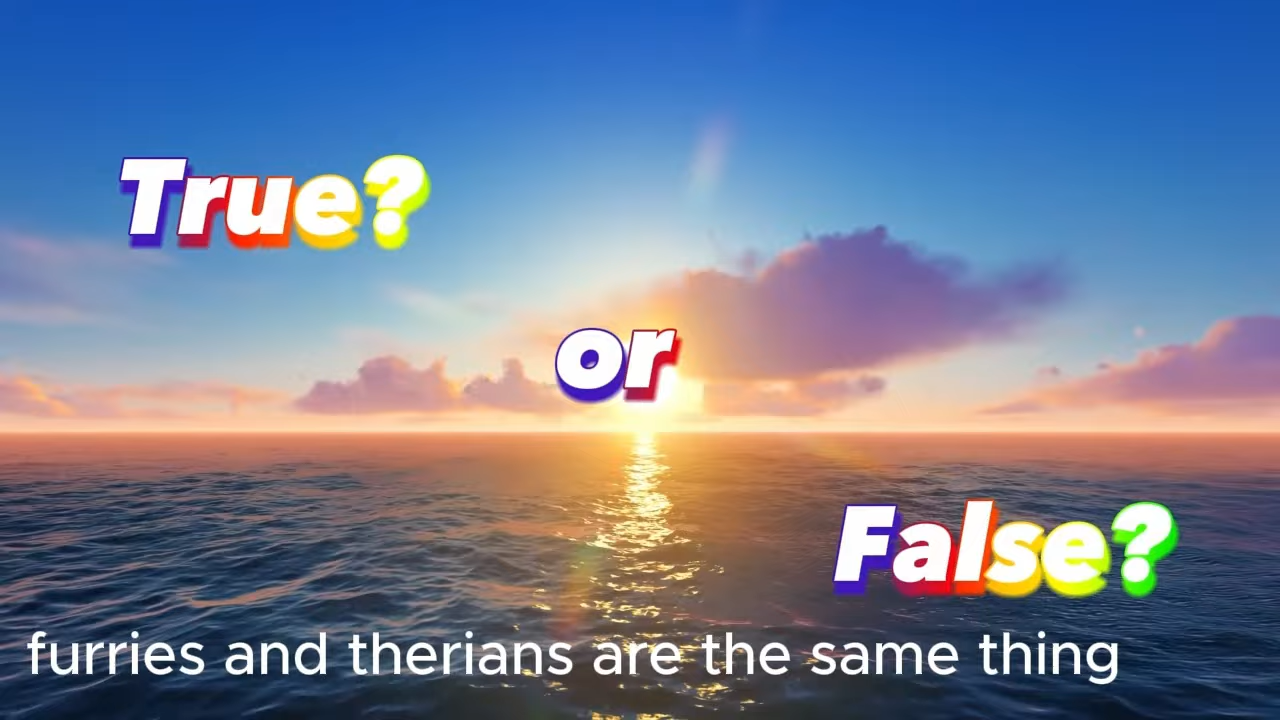 True?
or
False?
furries and therians are the same thing